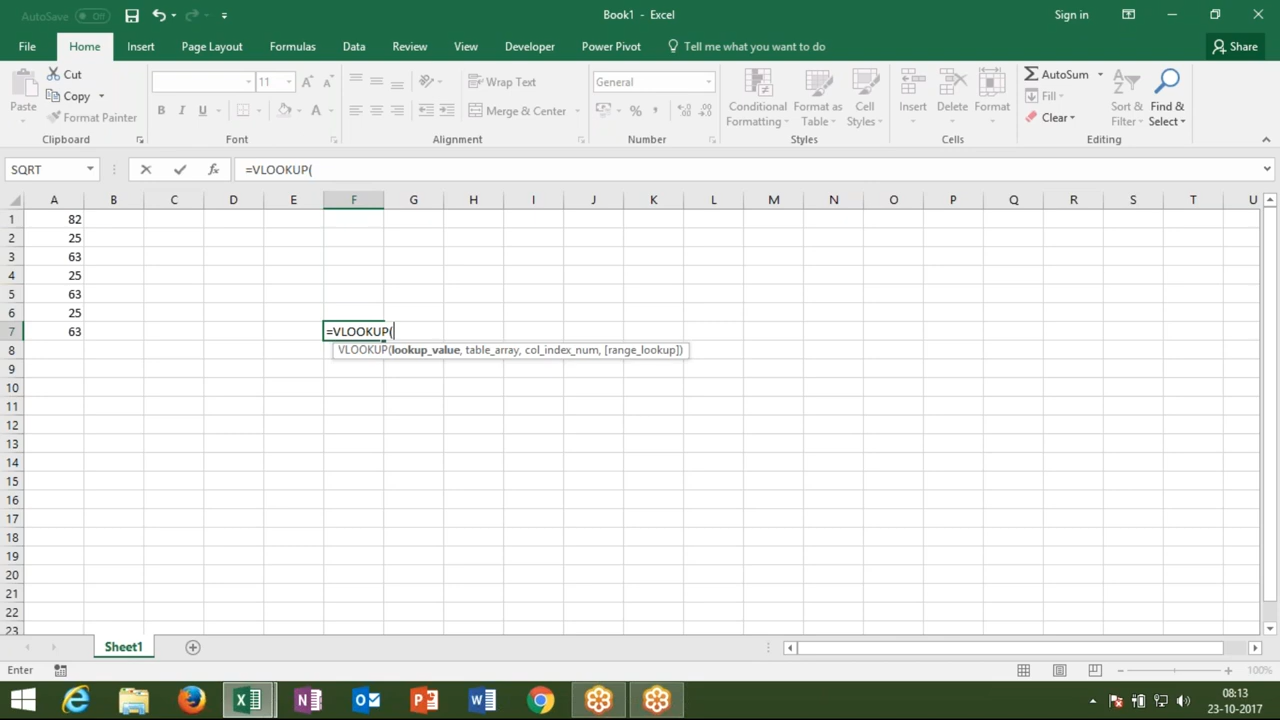 AutoSave Off
Book1 - Excel
Sign in
File Home Insert Page Layout Formulas Data Review View Developer Power Pivot Tell me what you want to do Share
Paste
Cut
Copy
Format Painter
Clipboard
11
B I U
Font
Wrap Text
Merge & Center
Alignment
General
%
Number
Conditional Formatting
Format as Table
Cell Styles
Styles
Insert Delete Format
Cells
AutoSum
Fill
Clear
Sort & Filter
Find & Select
Editing
SQRT fx =VLOOKUP(
A B C D E F G H I J K L M N O P Q R S T U
1 82
2 25
3 63
4 25
5 63
6 25
7 63 =VLOOKUP(
8 VLOOKUP(lookup_value, table_array, col_index_num, [range_lookup])
9
10
11
12
13
14
15
16
17
18
19
20
21
22
23
Sheet1
Enter
100%
08:13
23-10-2017